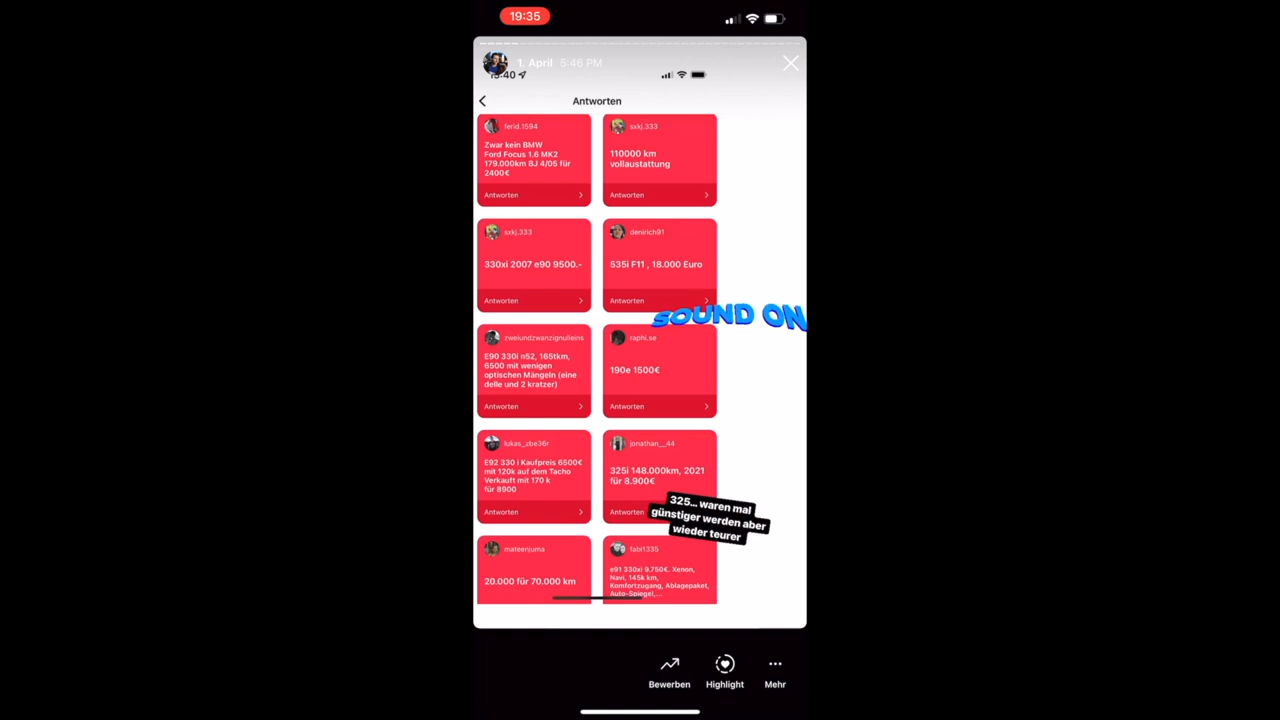 19:35
1. April 5:46 PM
:40
Antworten
ferid.1594
Zwar kein BMW
Ford Focus 1.6 MK2
179.000km BJ 4/05 für
2400€
Antworten
sxkj.333
110000 km
vollaustattung
Antworten
sxkj.333
330xi 2007 e90 9500.-
Antworten
denirich91
535i F11 , 18.000 Euro
Antworten
SOUND ON
zweiundzwanzignulleins
E90 330i n52, 165tkm,
6500 mit wenigen
optischen Mängeln (eine
delle und 2 kratzer)
Antworten
raphi.se
190e 1500€
Antworten
lukas_zbe36r
E92 330 i Kaufpreis 6500€
mit 120k auf dem Tacho
Verkauft mit 170 k
für 8900
Antworten
jonathan__44
325i 148.000km, 2021
für 8.900€
Antworten
325... waren mal
günstiger werden aber
wieder teurer
mateenjuma
20.000 für 70.000 km
fabi1335
e91 330xi 9.750€. Xenon,
Navi, 145k km,
Komfortzugang, Ablagepaket,
Auto-Spiegel,...
Bewerben
Highlight
Mehr